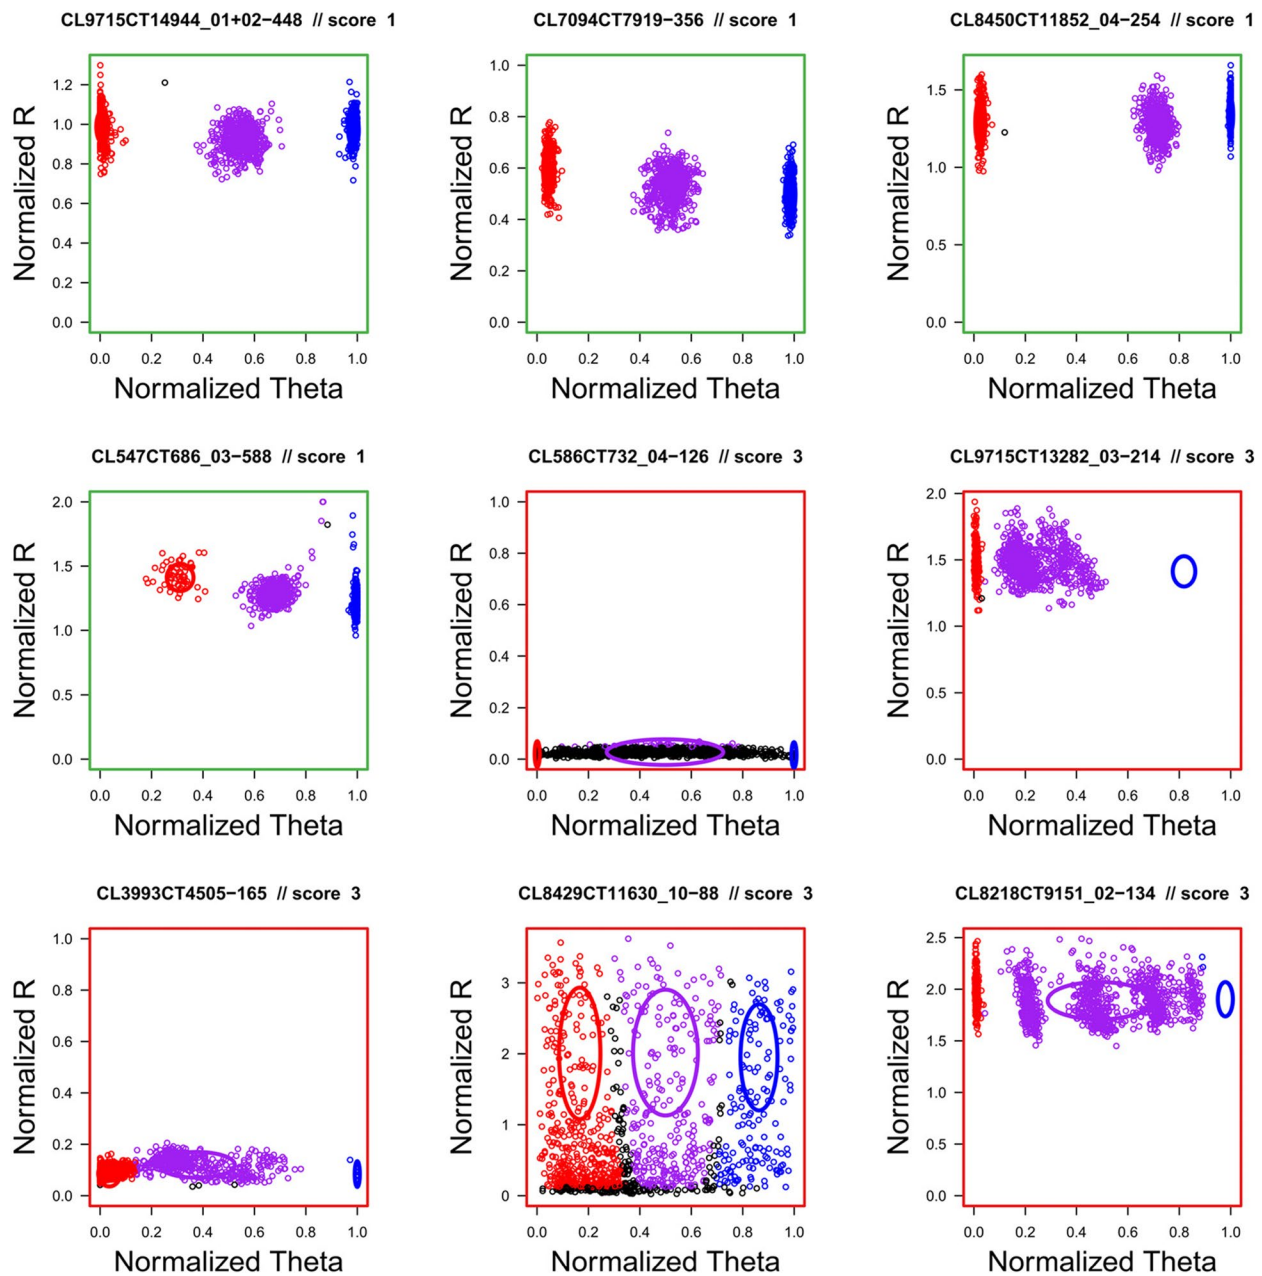 CL9715CT14944_01+02−448 // score 1
CL7094CT7919−356 // score 1
CL8450CT11852_04−254 // score 1
Normalized R
1.2
1.0
0.8
0.6
0.4
0.2
0.0
0.0 0.2 0.4 0.6 0.8 1.0
Normalized Theta
Normalized R
1.0
0.8
0.6
0.4
0.2
0.0
0.0 0.2 0.4 0.6 0.8 1.0
Normalized Theta
Normalized R
1.5
1.0
0.5
0.0
0.0 0.2 0.4 0.6 0.8 1.0
Normalized Theta
CL547CT686_03−588 // score 1
CL586CT732_04−126 // score 3
CL9715CT13282_03−214 // score 3
Normalized R
2.0
1.5
1.0
0.5
0.0
0.0 0.2 0.4 0.6 0.8 1.0
Normalized Theta
Normalized R
1.0
0.8
0.6
0.4
0.2
0.0
0.0 0.2 0.4 0.6 0.8 1.0
Normalized Theta
Normalized R
2.0
1.5
1.0
0.5
0.0
0.0 0.2 0.4 0.6 0.8 1.0
Normalized Theta
CL3993CT4505−165 // score 3
CL8429CT11630_10−88 // score 3
CL8218CT9151_02−134 // score 3
Normalized R
1.0
0.8
0.6
0.4
0.2
0.0
0.0 0.2 0.4 0.6 0.8 1.0
Normalized Theta
Normalized R
3
2
1
0
0.0 0.2 0.4 0.6 0.8 1.0
Normalized Theta
Normalized R
2.5
2.0
1.5
1.0
0.5
0.0
0.0 0.2 0.4 0.6 0.8 1.0
Normalized Theta